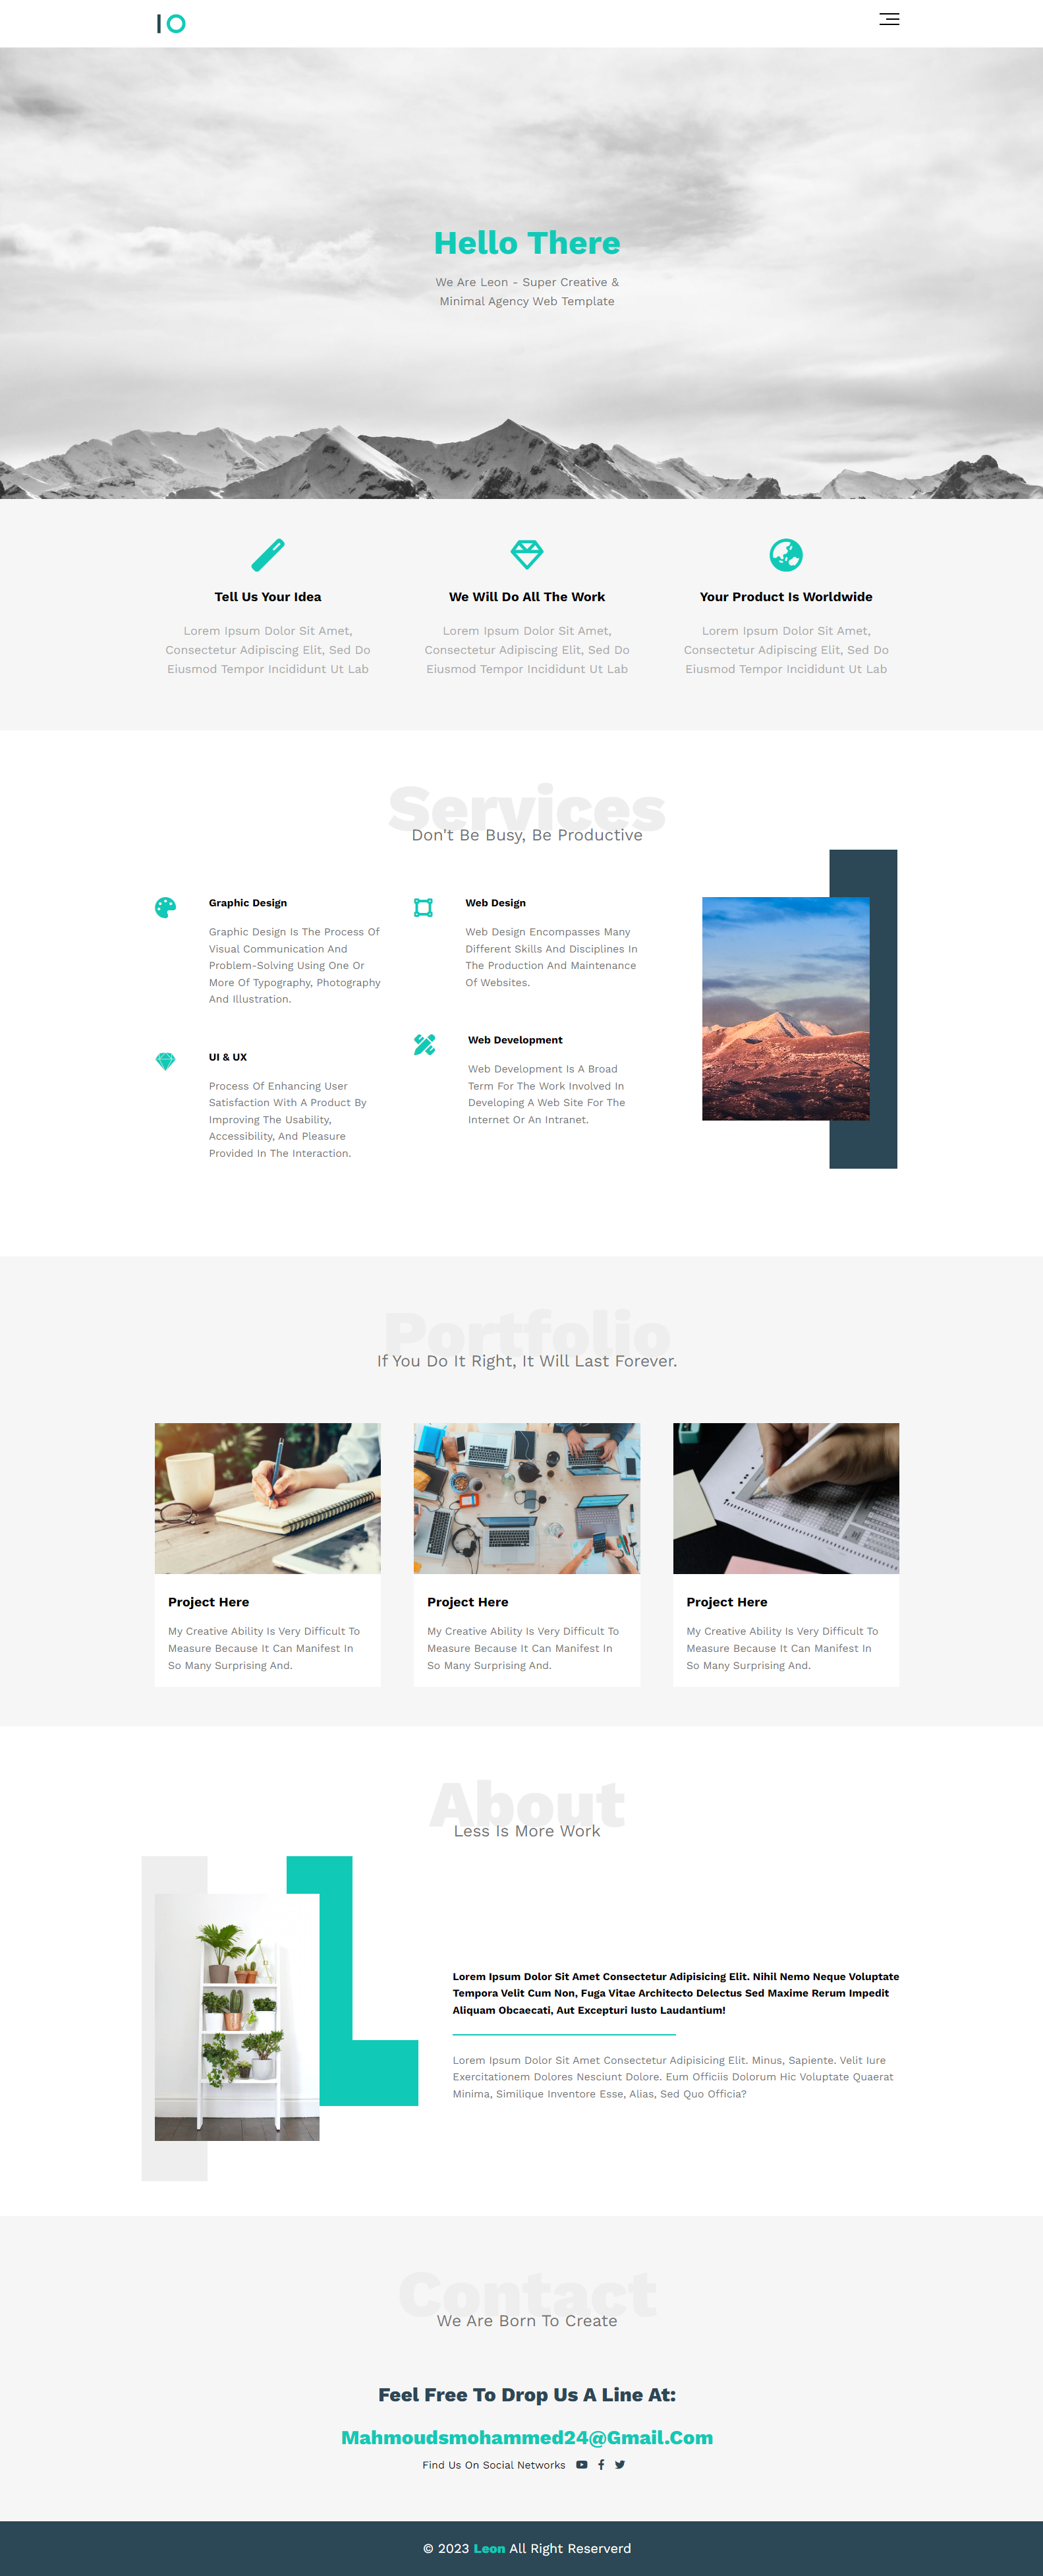 IO
Hello There
We Are Leon - Super Creative &
Minimal Agency Web Template
Tell Us Your Idea
Lorem Ipsum Dolor Sit Amet,
Consectetur Adipiscing Elit, Sed Do
Eiusmod Tempor Incididunt Ut Lab
We Will Do All The Work
Lorem Ipsum Dolor Sit Amet,
Consectetur Adipiscing Elit, Sed Do
Eiusmod Tempor Incididunt Ut Lab
Your Product Is Worldwide
Lorem Ipsum Dolor Sit Amet,
Consectetur Adipiscing Elit, Sed Do
Eiusmod Tempor Incididunt Ut Lab
Services
Don't Be Busy, Be Productive
Graphic Design
Graphic Design Is The Process Of
Visual Communication And
Problem-Solving Using One Or
More Of Typography, Photography
And Illustration.
Web Design
Web Design Encompasses Many
Different Skills And Disciplines In
The Production And Maintenance
Of Websites.
UI & UX
Process Of Enhancing User
Satisfaction With A Product By
Improving The Usability,
Accessibility, And Pleasure
Provided In The Interaction.
Web Development
Web Development Is A Broad
Term For The Work Involved In
Developing A Web Site For The
Internet Or An Intranet.
Portfolio
If You Do It Right, It Will Last Forever.
Project Here
My Creative Ability Is Very Difficult To
Measure Because It Can Manifest In
So Many Surprising And.
Project Here
My Creative Ability Is Very Difficult To
Measure Because It Can Manifest In
So Many Surprising And.
Project Here
My Creative Ability Is Very Difficult To
Measure Because It Can Manifest In
So Many Surprising And.
About
Less Is More Work
Lorem Ipsum Dolor Sit Amet Consectetur Adipisicing Elit. Nihil Nemo Neque Voluptate
Tempora Velit Cum Non, Fuga Vitae Architecto Delectus Sed Maxime Rerum Impedit
Aliquam Obcaecati, Aut Excepturi Iusto Laudantium!
Lorem Ipsum Dolor Sit Amet Consectetur Adipisicing Elit. Minus, Sapiente. Velit Iure
Exercitationem Dolores Nesciunt Dolore. Eum Officiis Dolorum Hic Voluptate Quaerat
Minima, Similique Inventore Esse, Alias, Sed Quo Officia?
Contact
We Are Born To Create
Feel Free To Drop Us A Line At:
Mahmoudsmohammed24@Gmail.Com
Find Us On Social Networks
© 2023 Leon All Right Reserverd